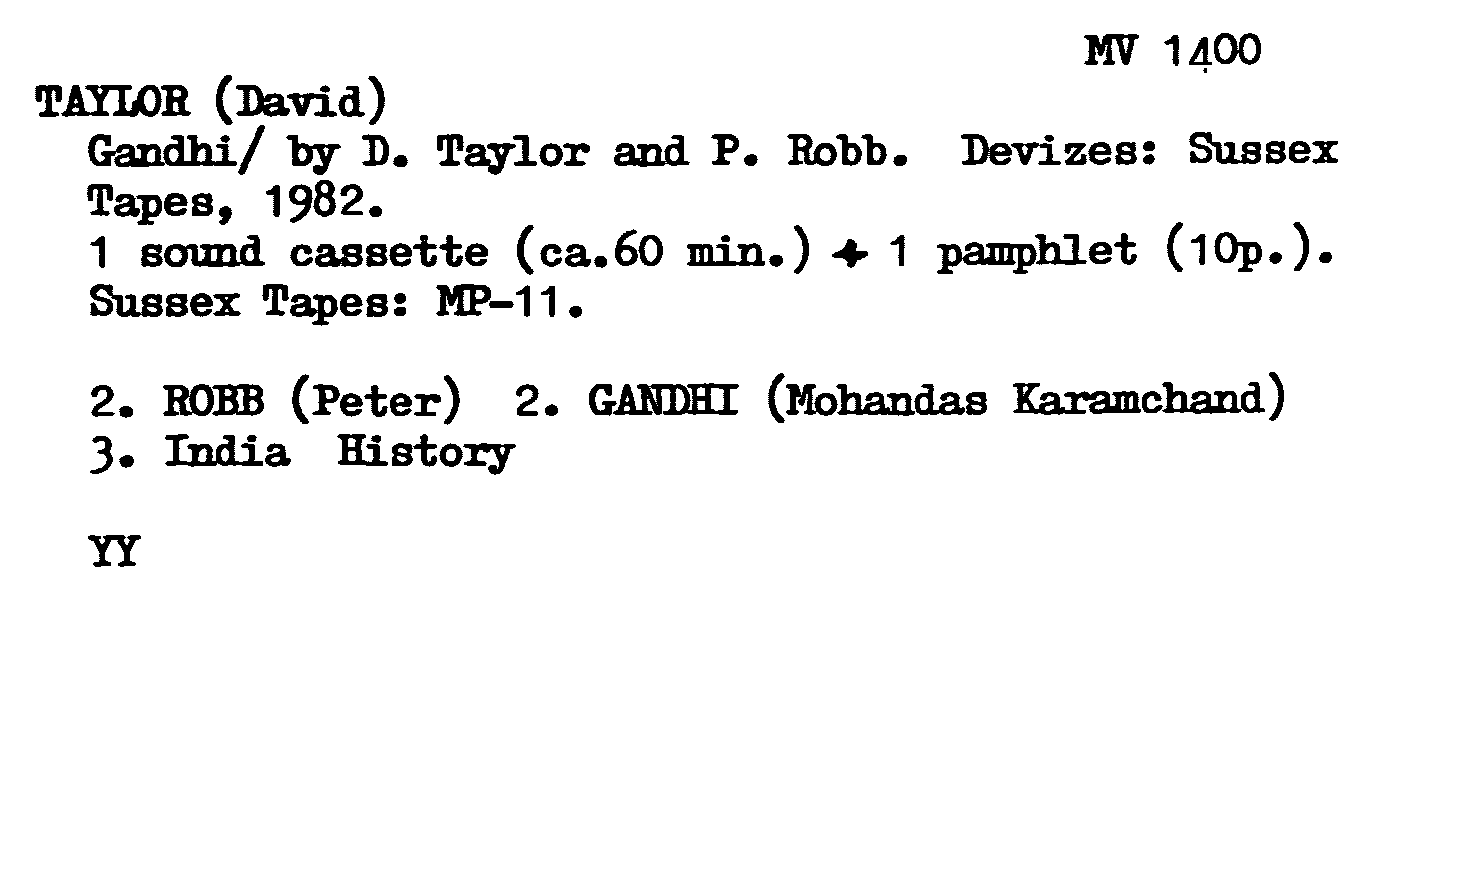 MV 1400
TAYLOR (David)
Gandhi/ by D. Taylor and P. Robb. Devizes: Sussex
Tapes, 1982.
1 sound cassette (ca.60 min.) + 1 pamphlet (10p.).
Sussex Tapes: MP-11.
2. ROBB (Peter) 2. GANDHI (Mohandas Karamchand)
3. India History
YY